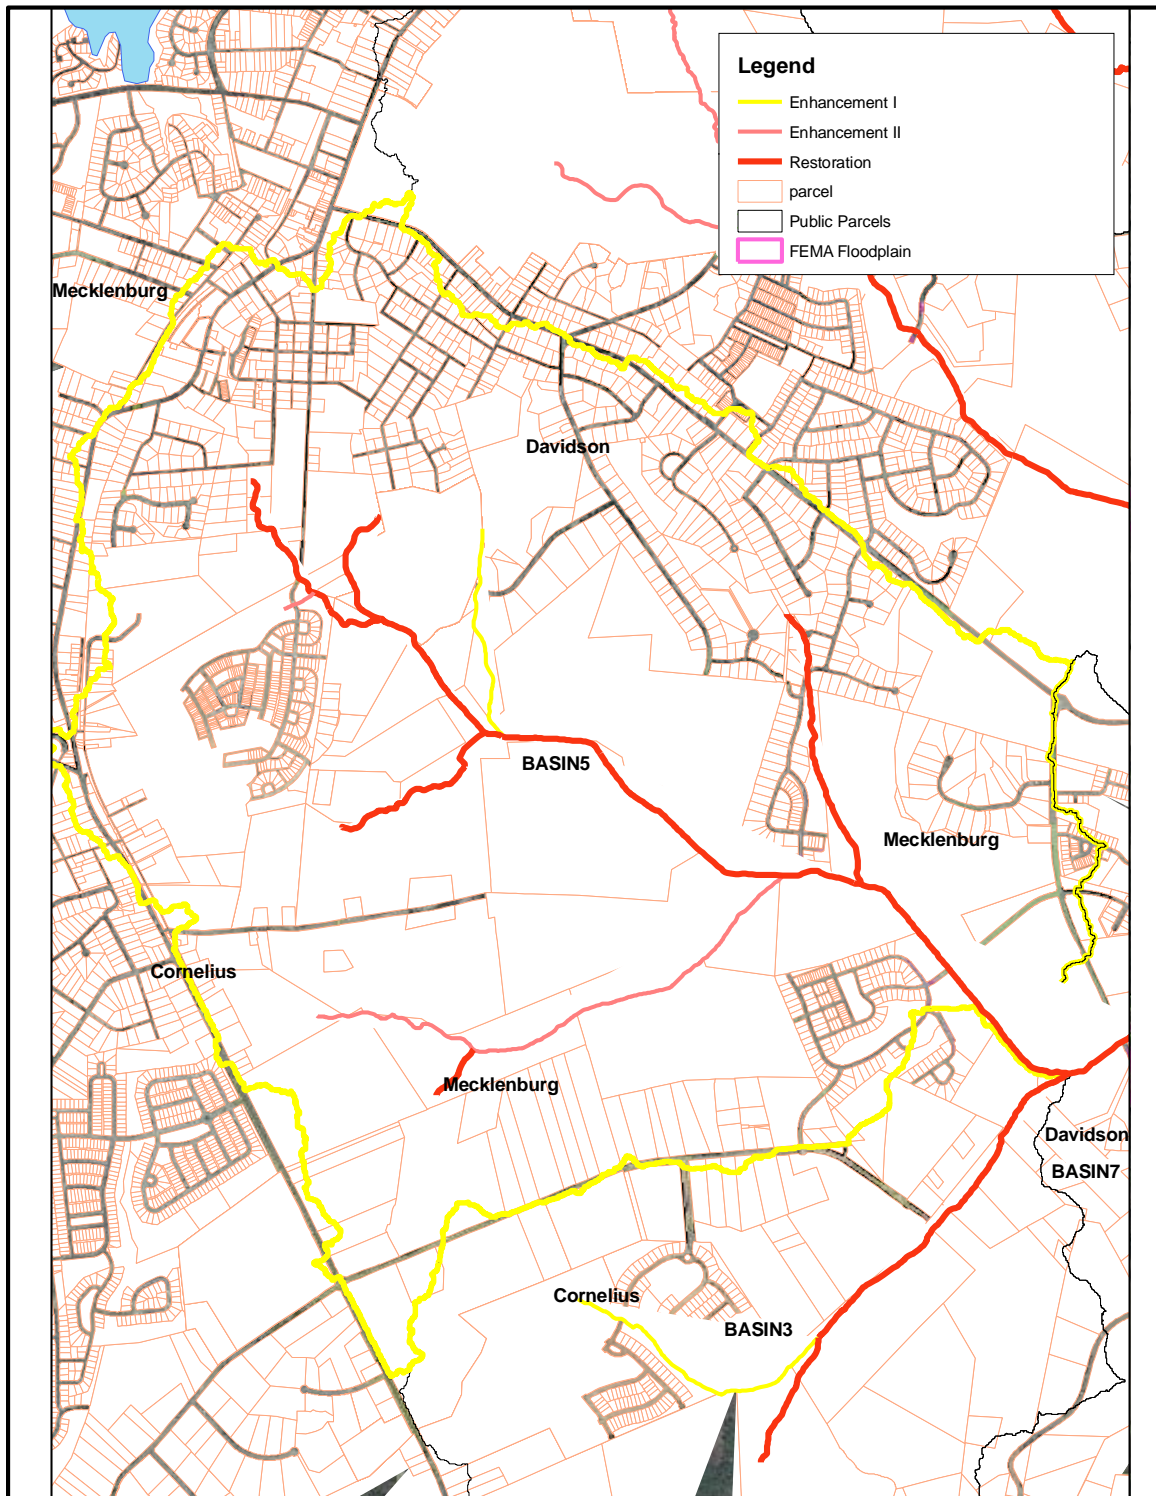 Legend
Enhancement I
Enhancement II
Restoration
parcel
Public Parcels
FEMA Floodplain
Mecklenburg
Davidson
BASIN5
Mecklenburg
Cornelius
Mecklenburg
Davidson
BASIN7
Cornelius
BASIN3